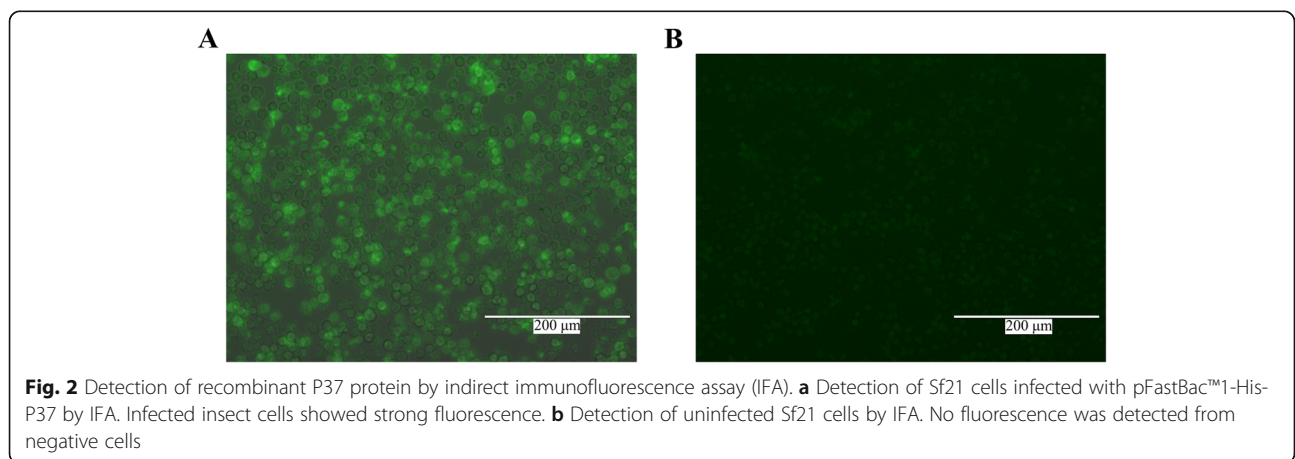 A
B
200 μm
200 μm
Fig. 2 Detection of recombinant P37 protein by indirect immunofluorescence assay (IFA). a Detection of Sf21 cells infected with pFastBac™1-His-
P37 by IFA. Infected insect cells showed strong fluorescence. b Detection of uninfected Sf21 cells by IFA. No fluorescence was detected from
negative cells